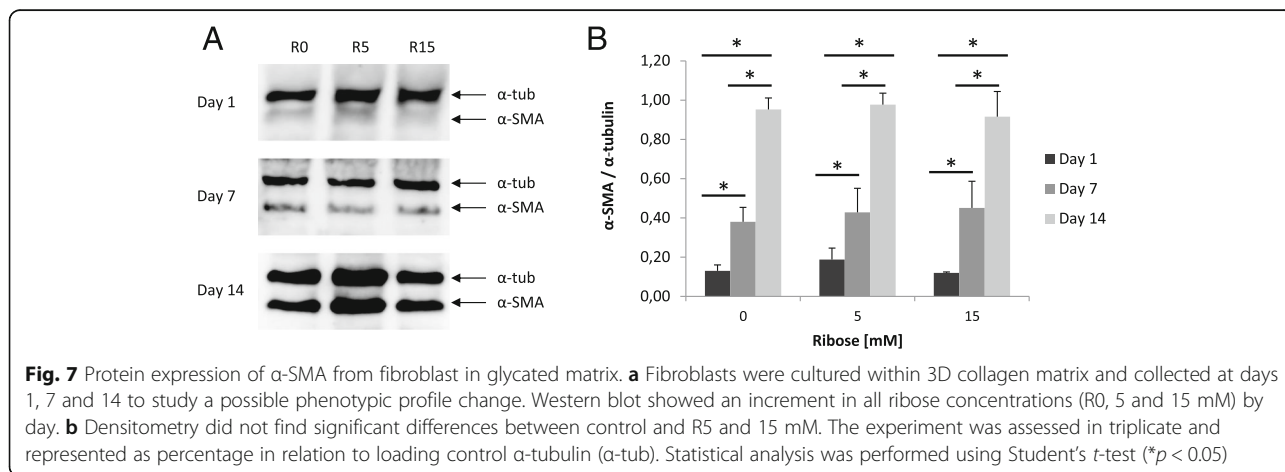 A
R0 R5 R15
Day 1
α-tub
α-SMA
Day 7
α-tub
α-SMA
Day 14
α-tub
α-SMA
B
α-SMA / α-tubulin
1,20
1,00
0,80
0,60
0,40
0,20
0,00
* * *
* * *
* * *
0 5 15
Ribose [mM]
Day 1
Day 7
Day 14
Fig. 7 Protein expression of α-SMA from fibroblast in glycated matrix. a Fibroblasts were cultured within 3D collagen matrix and collected at days
1, 7 and 14 to study a possible phenotypic profile change. Western blot showed an increment in all ribose concentrations (R0, 5 and 15 mM) by
day. b Densitometry did not find significant differences between control and R5 and 15 mM. The experiment was assessed in triplicate and
represented as percentage in relation to loading control α-tubulin (α-tub). Statistical analysis was performed using Student's t-test (*p < 0.05)